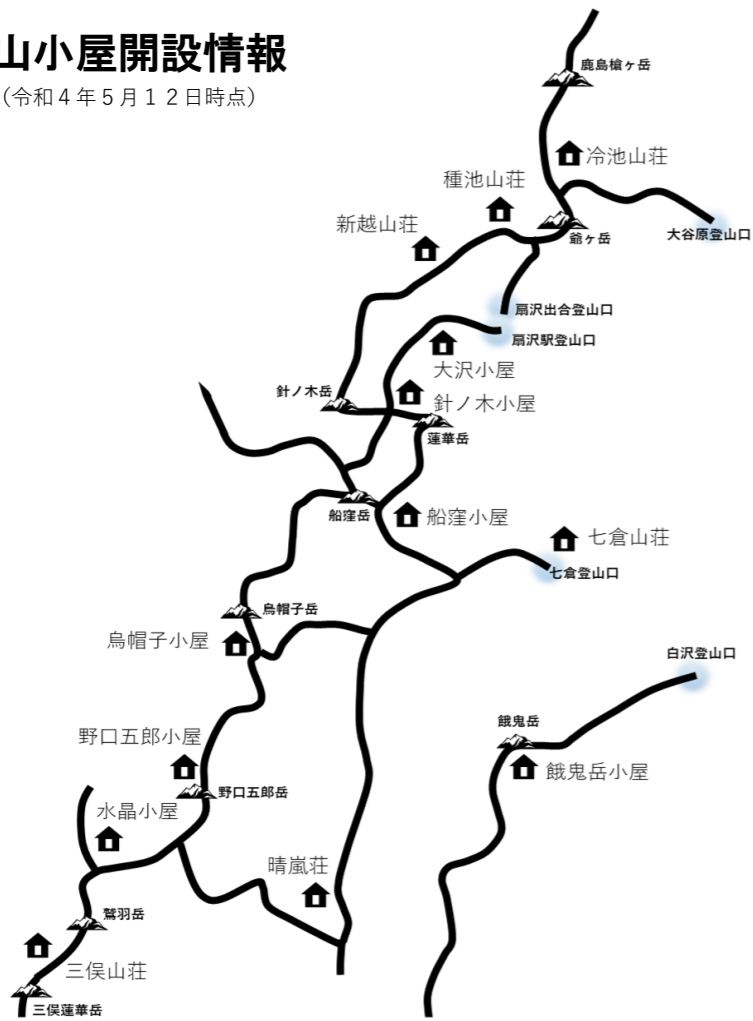 山小屋開設情報
（令和４年５月１２日時点）
鹿島槍ヶ岳
冷池山荘
種池山荘
新越山荘
爺ヶ岳
大谷原登山口
扇沢出合登山口
扇沢駅登山口
大沢小屋
針ノ木岳
針ノ木小屋
蓮華岳
船窪岳
船窪小屋
七倉山荘
七倉登山口
烏帽子岳
烏帽子小屋
白沢登山口
餓鬼岳
野口五郎小屋
餓鬼岳小屋
野口五郎岳
水晶小屋
晴嵐荘
鷲羽岳
三俣山荘
三俣蓮華岳